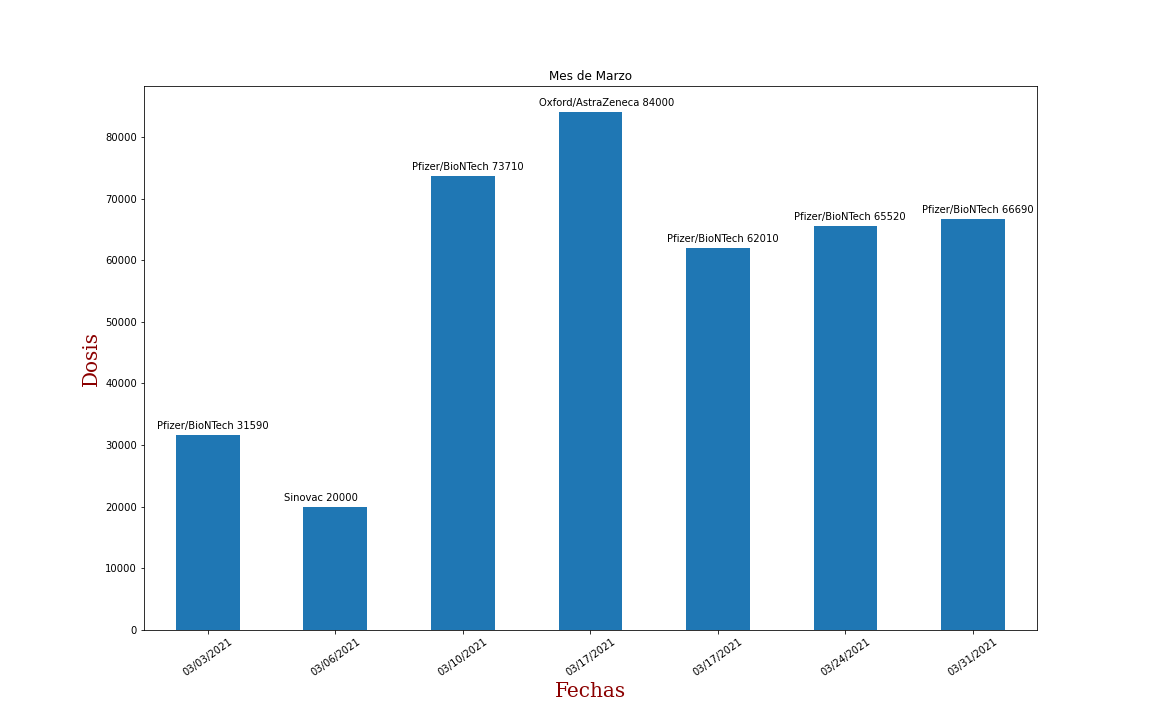 Mes de Marzo
Oxford/AstraZeneca 84000
Pfizer/BioNTech 73710
Pfizer/BioNTech 66690
Pfizer/BioNTech 65520
Pfizer/BioNTech 62010
Pfizer/BioNTech 31590
Sinovac 20000
80000
70000
60000
50000
40000
30000
20000
10000
0
Dosis
03/03/2021
03/06/2021
03/10/2021
03/17/2021
03/17/2021
03/24/2021
03/31/2021
Fechas